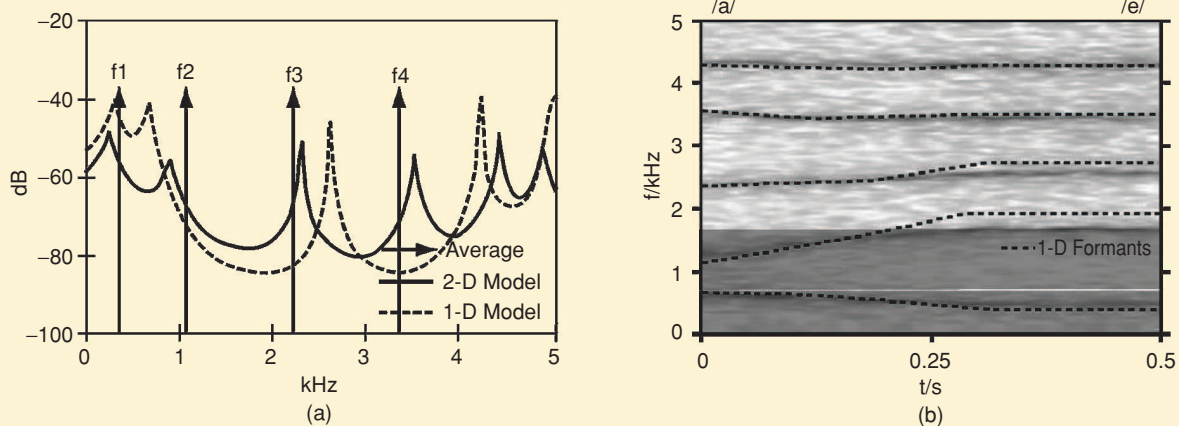 −20
−40
−60
−80
−100
dB
f1 f2 f3 f4
Average
2-D Model
1-D Model
0 1 2 3 4 5
kHz
(a)
/a/ /e/
5
4
3
2
1
0
f/kHz
1-D Formants
0 0.25 0.5
t/s
(b)